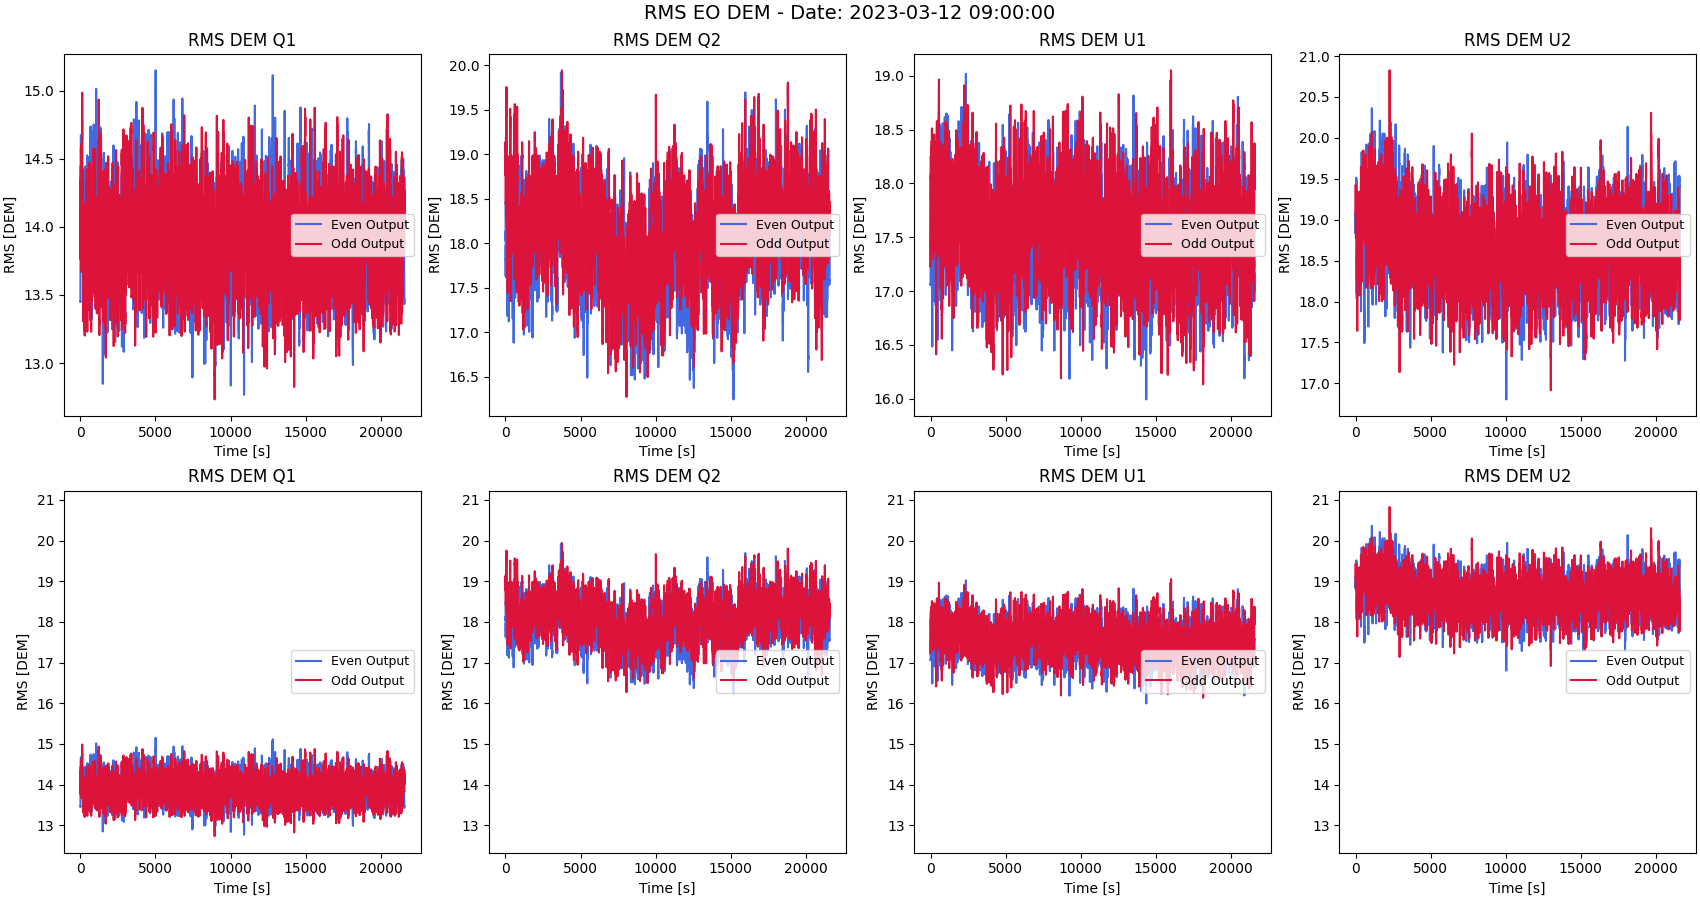 RMS EO DEM - Date: 2023-03-12 09:00:00
RMS DEM Q1
RMS [DEM]
15.0
14.5
14.0
13.5
13.0
0 5000 10000 15000 20000
Time [s]
Even Output
Odd Output
RMS DEM Q2
RMS [DEM]
20.0
19.5
19.0
18.5
18.0
17.5
17.0
16.5
0 5000 10000 15000 20000
Time [s]
Even Output
Odd Output
RMS DEM U1
RMS [DEM]
19.0
18.5
18.0
17.5
17.0
16.5
16.0
0 5000 10000 15000 20000
Time [s]
Even Output
Odd Output
RMS DEM U2
RMS [DEM]
21.0
20.5
20.0
19.5
19.0
18.5
18.0
17.5
17.0
0 5000 10000 15000 20000
Time [s]
Even Output
Odd Output
RMS DEM Q1
RMS [DEM]
21
20
19
18
17
16
15
14
13
0 5000 10000 15000 20000
Time [s]
Even Output
Odd Output
RMS DEM Q2
RMS [DEM]
21
20
19
18
17
16
15
14
13
0 5000 10000 15000 20000
Time [s]
Even Output
Odd Output
RMS DEM U1
RMS [DEM]
21
20
19
18
17
16
15
14
13
0 5000 10000 15000 20000
Time [s]
Even Output
Odd Output
RMS DEM U2
RMS [DEM]
21
20
19
18
17
16
15
14
13
0 5000 10000 15000 20000
Time [s]
Even Output
Odd Output